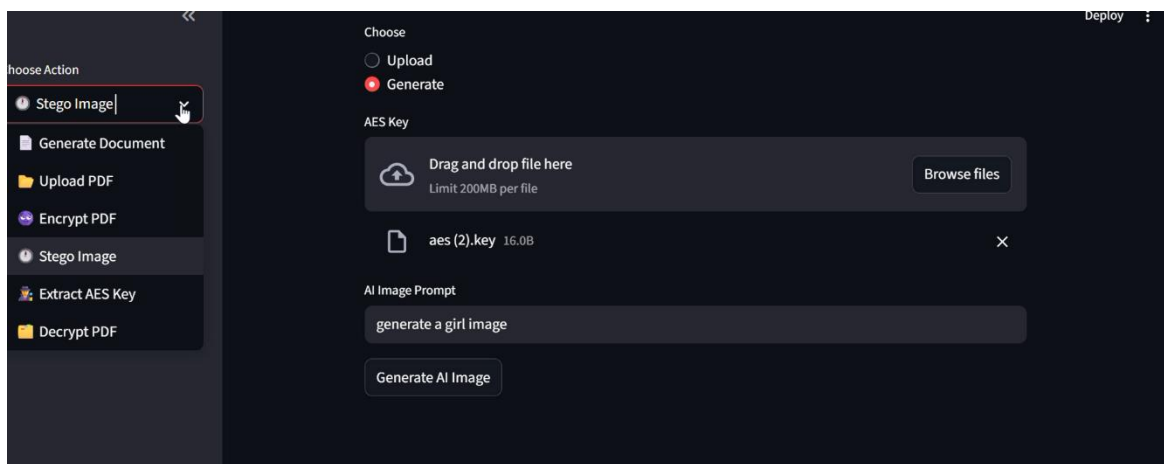 Deploy
hoose Action
Stego Image
Generate Document
Upload PDF
Encrypt PDF
Stego Image
Extract AES Key
Decrypt PDF
Choose
Upload
Generate
AES Key
Drag and drop file here
Limit 200MB per file
Browse files
aes (2).key 16.0B
AI Image Prompt
generate a girl image
Generate AI Image